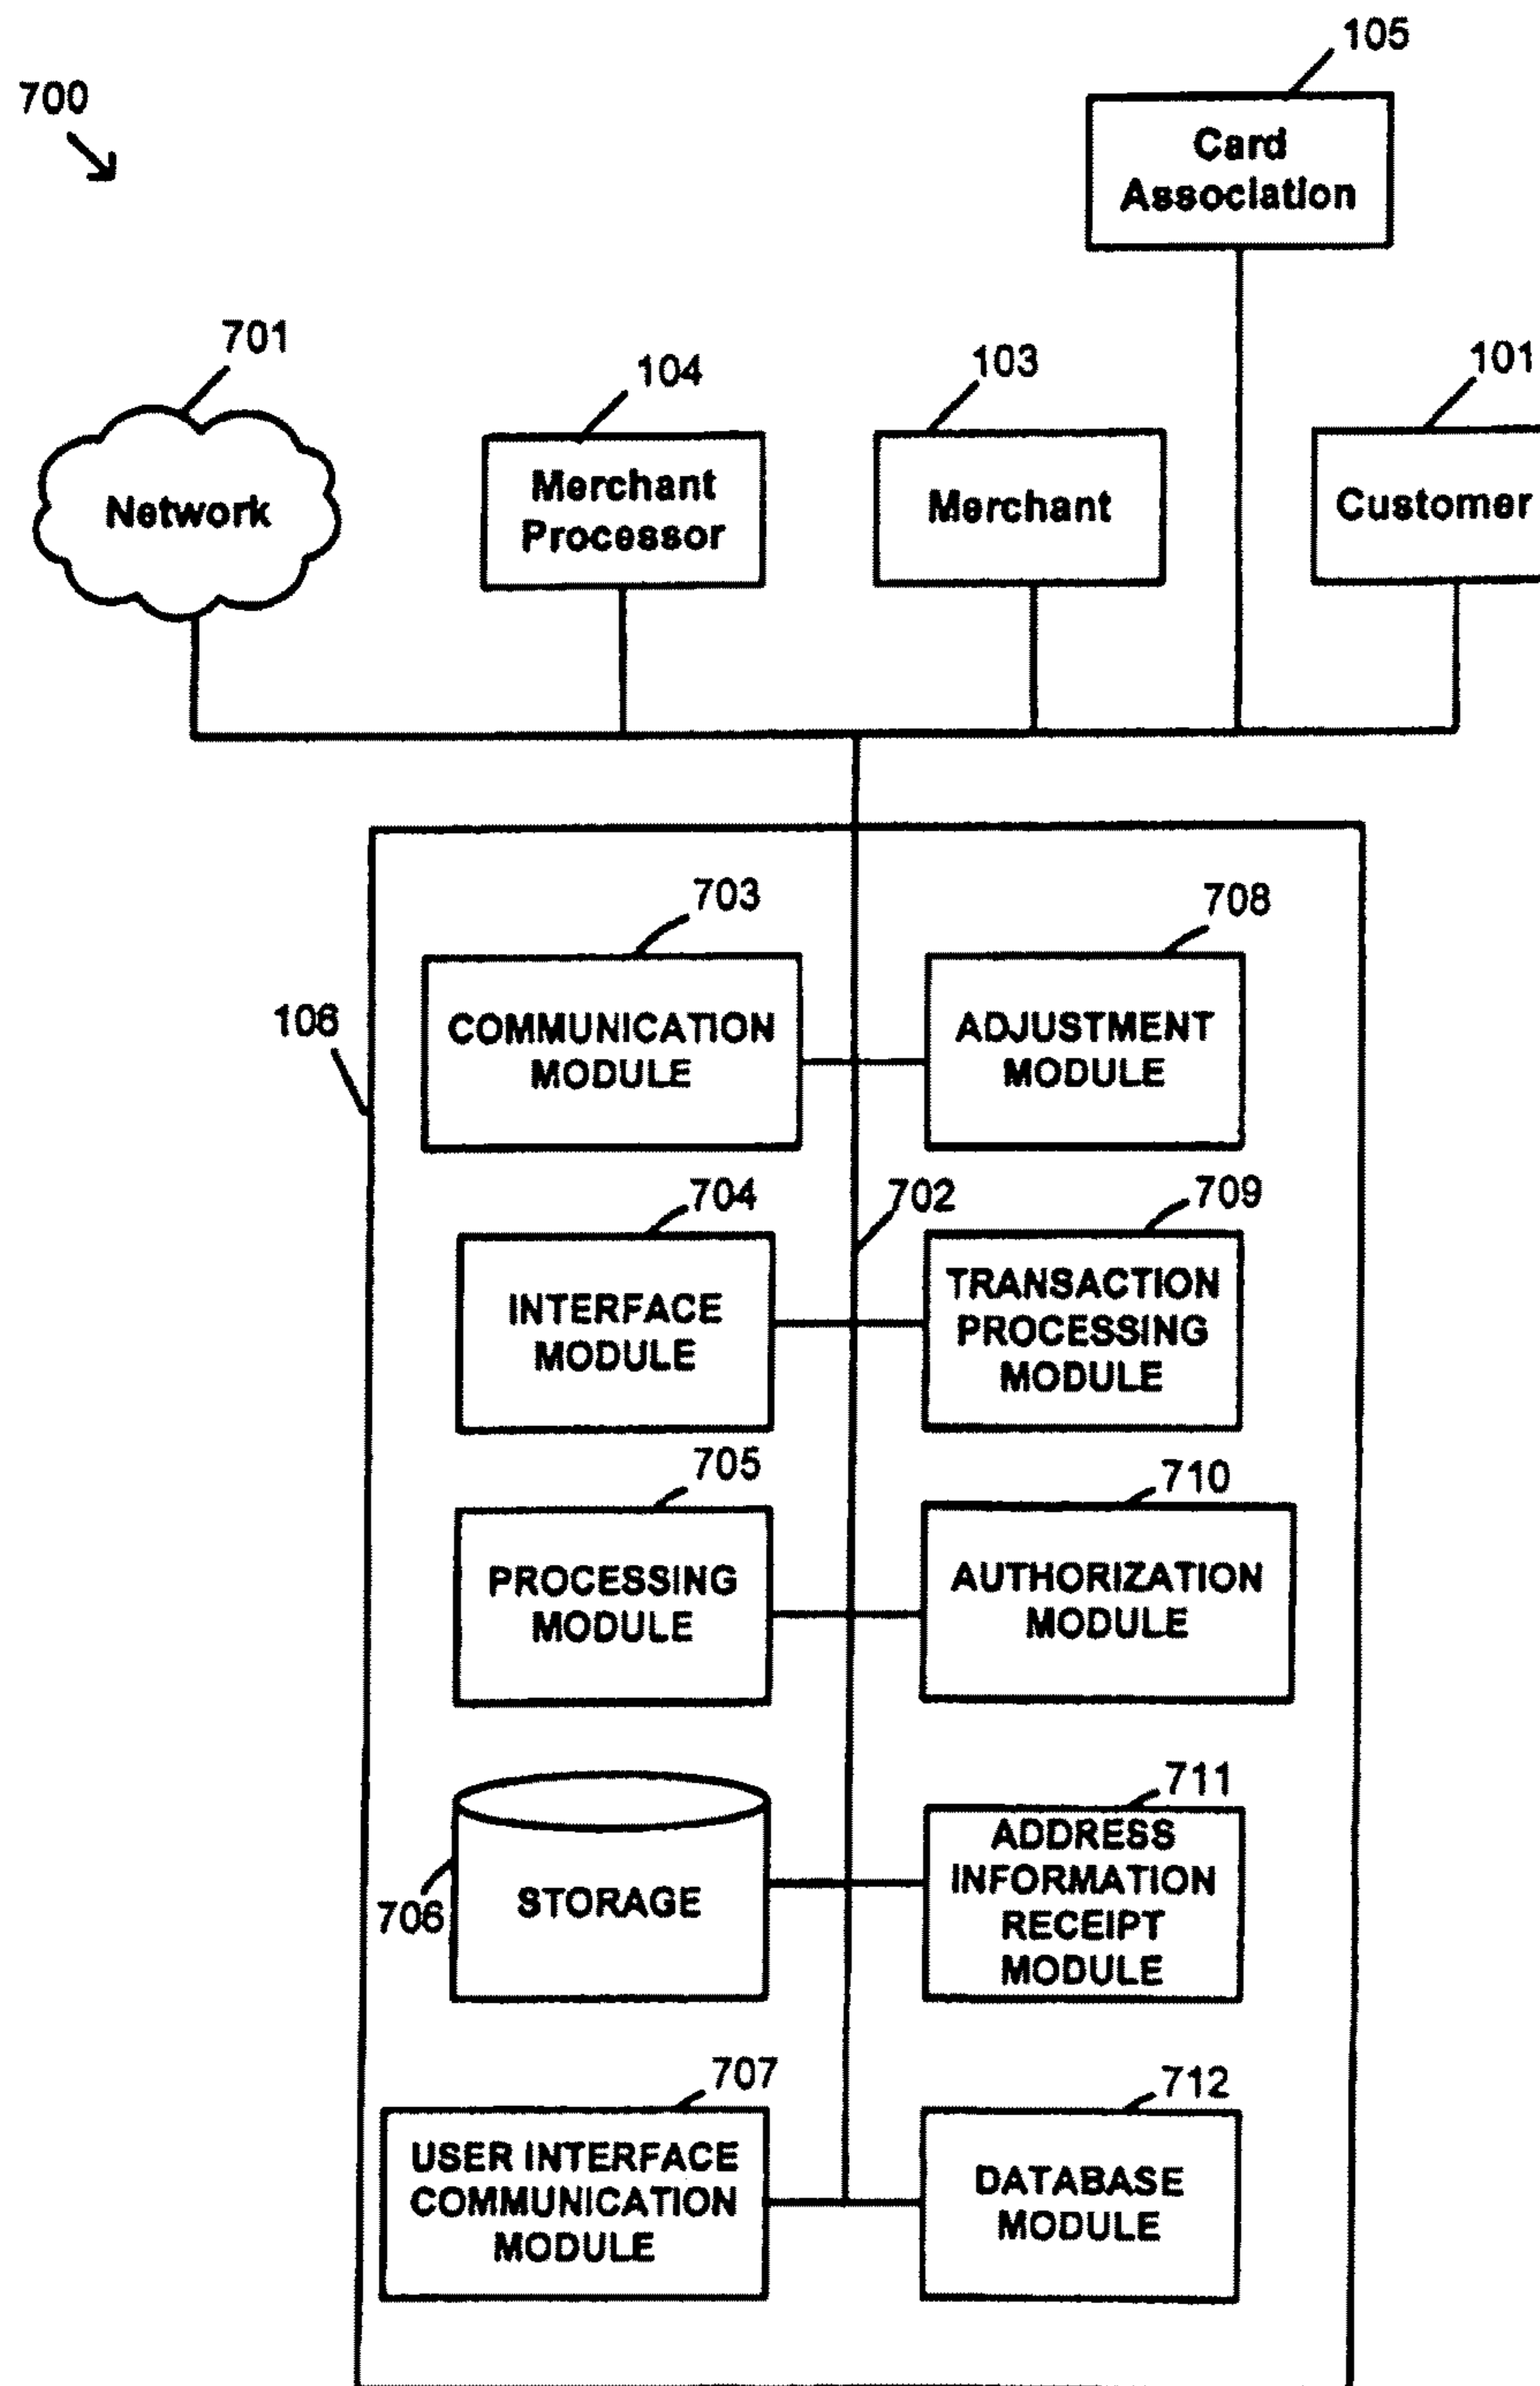 105
700
Card
Association
701
104
103
101
Network
Merchant
Processor
Merchant
Customer
703
708
106
COMMUNICATION
MODULE
ADJUSTMENT
MODULE
704
702
709
INTERFACE
MODULE
TRANSACTION
PROCESSING
MODULE
705
710
PROCESSING
MODULE
AUTHORIZATION
MODULE
711
706
STORAGE
ADDRESS
INFORMATION
RECEIPT
MODULE
707
712
USER INTERFACE
COMMUNICATION
MODULE
DATABASE
MODULE